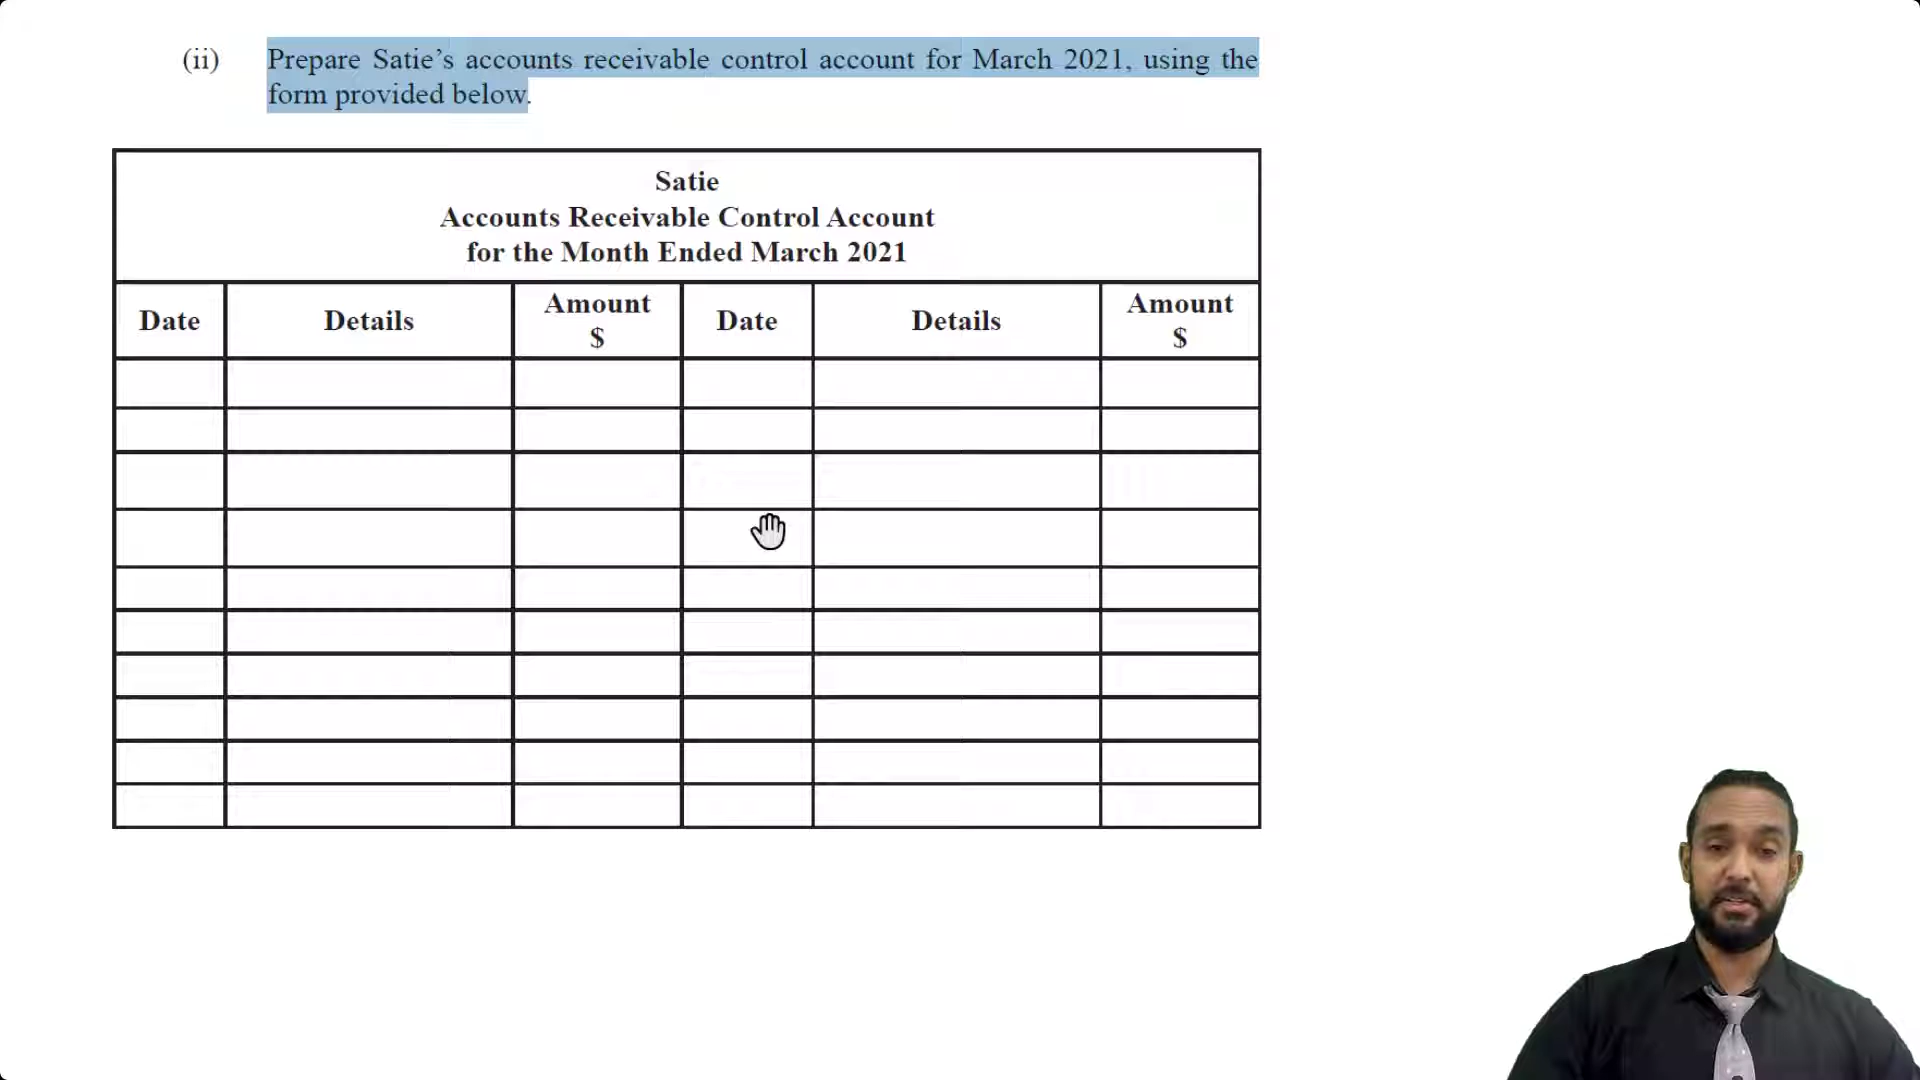 (ii) Prepare Satie’s accounts receivable control account for March 2021, using the
form provided below.
Satie
Accounts Receivable Control Account
for the Month Ended March 2021
Date Details Amount $ Date Details Amount $